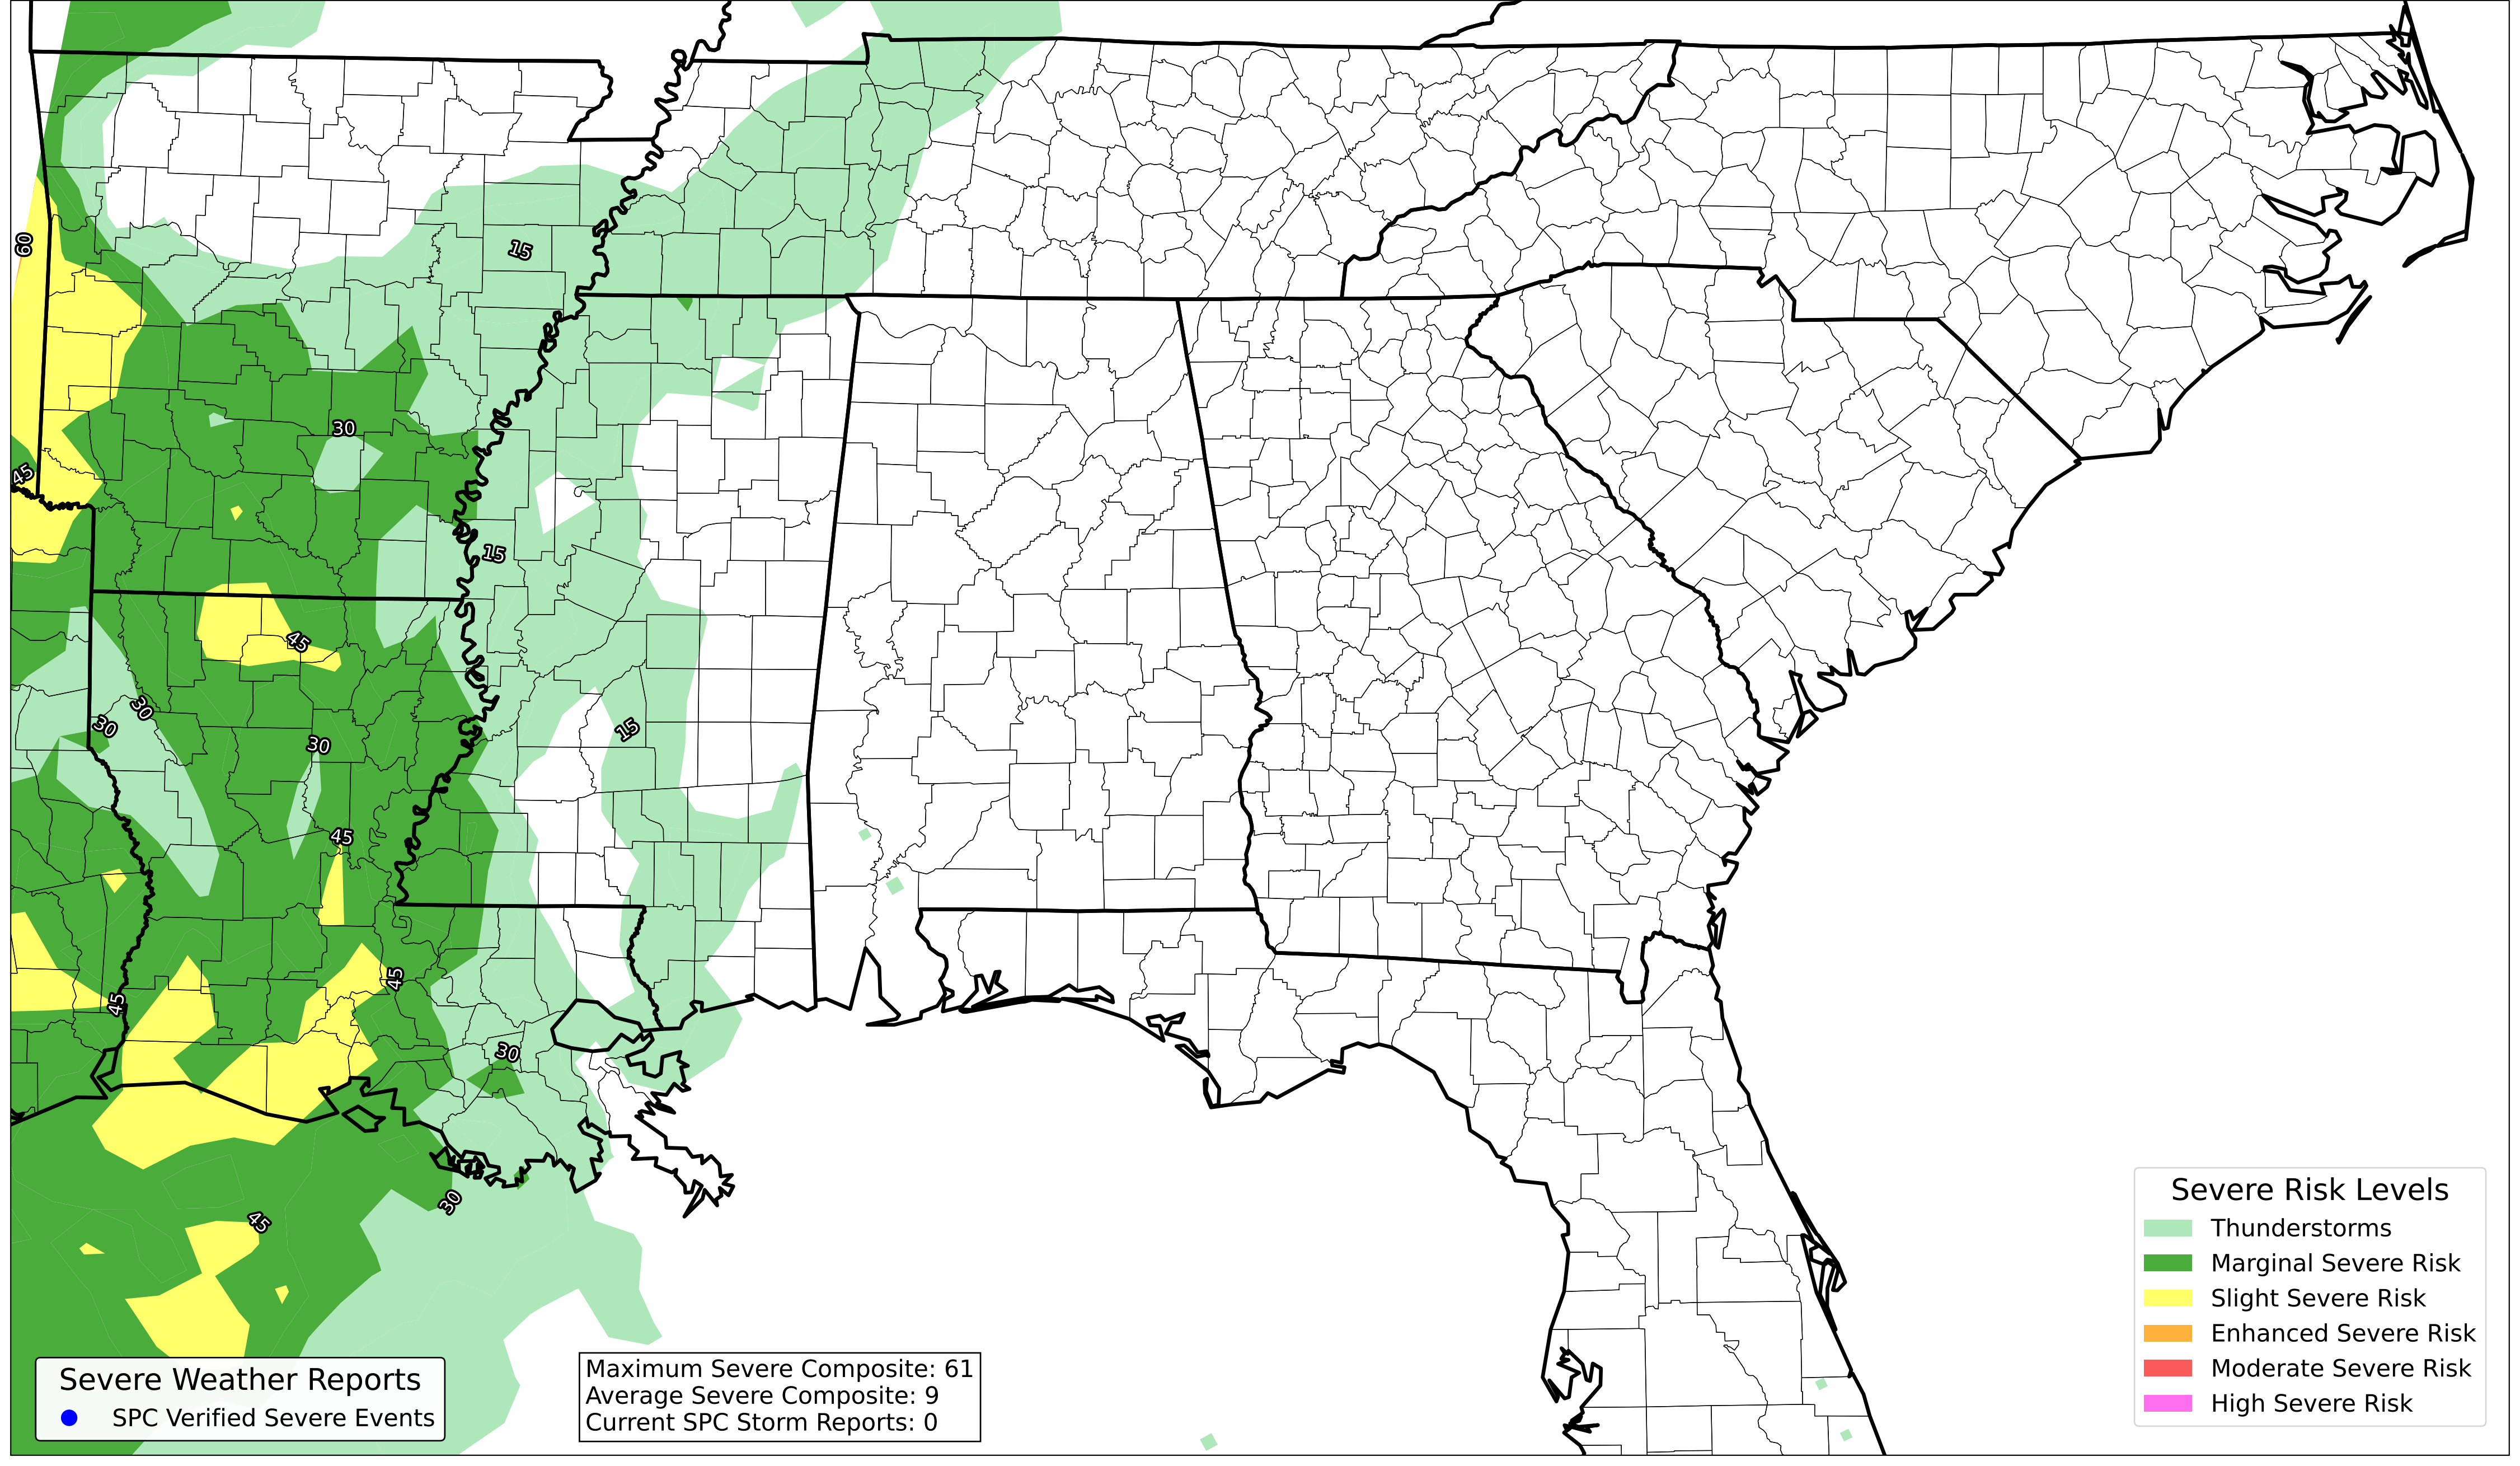 60
15
30
45
15
45
30
30
15
30
45
45
45
30
30
45
Severe Weather Reports
SPC Verified Severe Events
Maximum Severe Composite: 61
Average Severe Composite: 9
Current SPC Storm Reports: 0
Severe Risk Levels
Thunderstorms
Marginal Severe Risk
Slight Severe Risk
Enhanced Severe Risk
Moderate Severe Risk
High Severe Risk